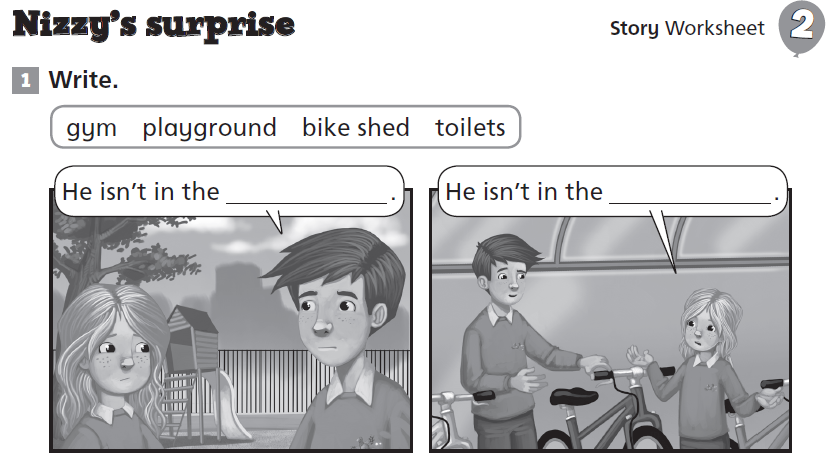 Nizzy's surprise
Story Worksheet 2
1 Write.
gym playground bike shed toilets
He isn't in the ____________.
He isn't in the ____________.